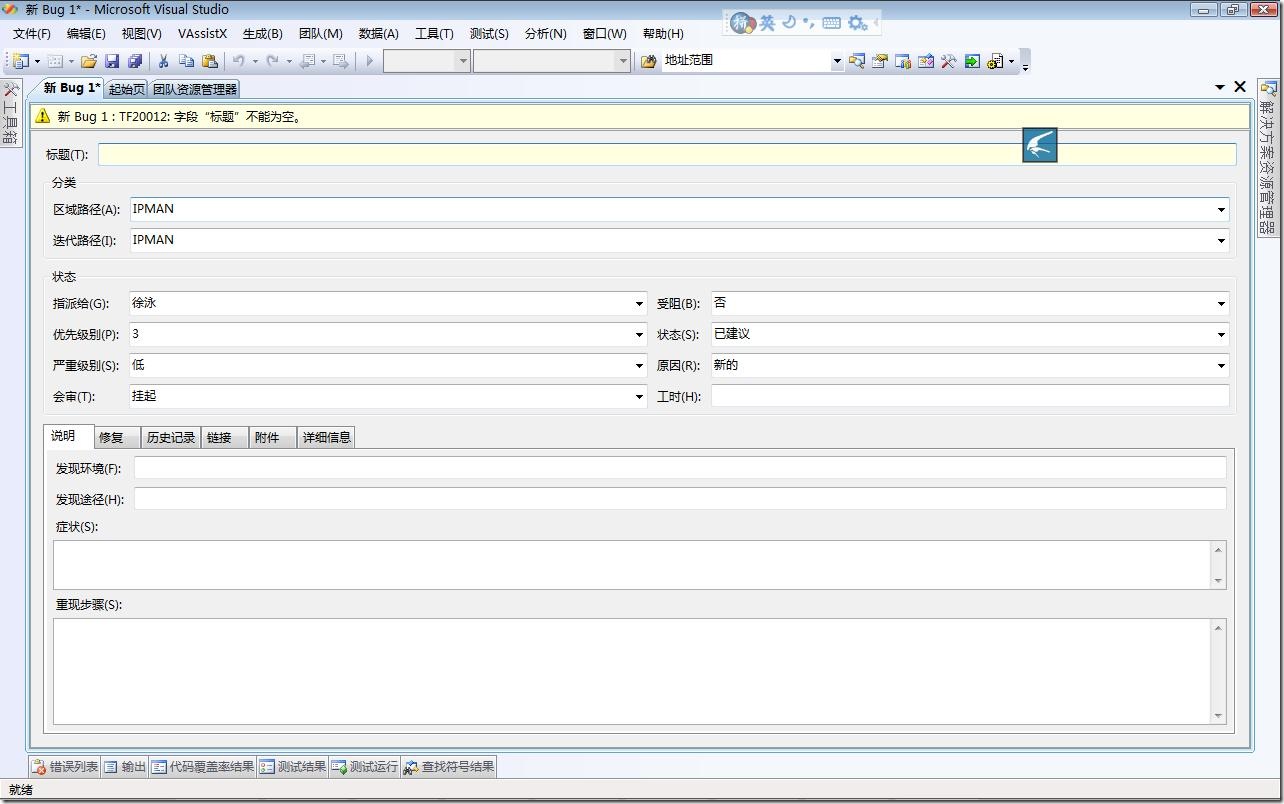 新 Bug 1* - Microsoft Visual Studio
英
文件(F) 编辑(E) 视图(V) VAssistX 生成(B) 团队(M) 数据(A) 工具(T) 测试(S) 分析(N) 窗口(W) 帮助(H)
地址范围
新 Bug 1* 起始页 团队资源管理器
工具箱
解决方案资源管理器
新 Bug 1 : TF20012: 字段“标题”不能为空。
标题(T):
分类
区域路径(A): IPMAN
迭代路径(I): IPMAN
状态
指派给(G): 徐泳 受阻(B): 否
优先级别(P): 3 状态(S): 已建议
严重级别(S): 低 原因(R): 新的
会审(T): 挂起 工时(H):
说明 修复 历史记录 链接 附件 详细信息
发现环境(F):
发现途径(H):
症状(S):
重现步骤(S):
错误列表 输出 代码覆盖率结果 测试结果 测试运行 查找符号结果
就绪